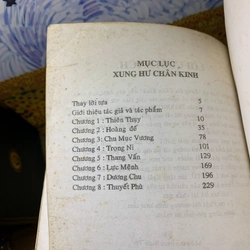 MỤC LỤC
XUNG HƯ CHÂN KINH
Thay lời tựa 5
Giới thiệu tác giả và tác phẩm 7
Chương 1 : Thiên Thụy 10
Chương 2 : Hoàng đế 35
Chương 3: Chu Mục Vương 78
Chương 4 : Trọng Ni 101
Chương 5 : Thang Vấn 129
Chương 6 : Lực Mệnh 169
Chương 7 : Dương Chu 196
Chương 8 : Thuyết Phù 229